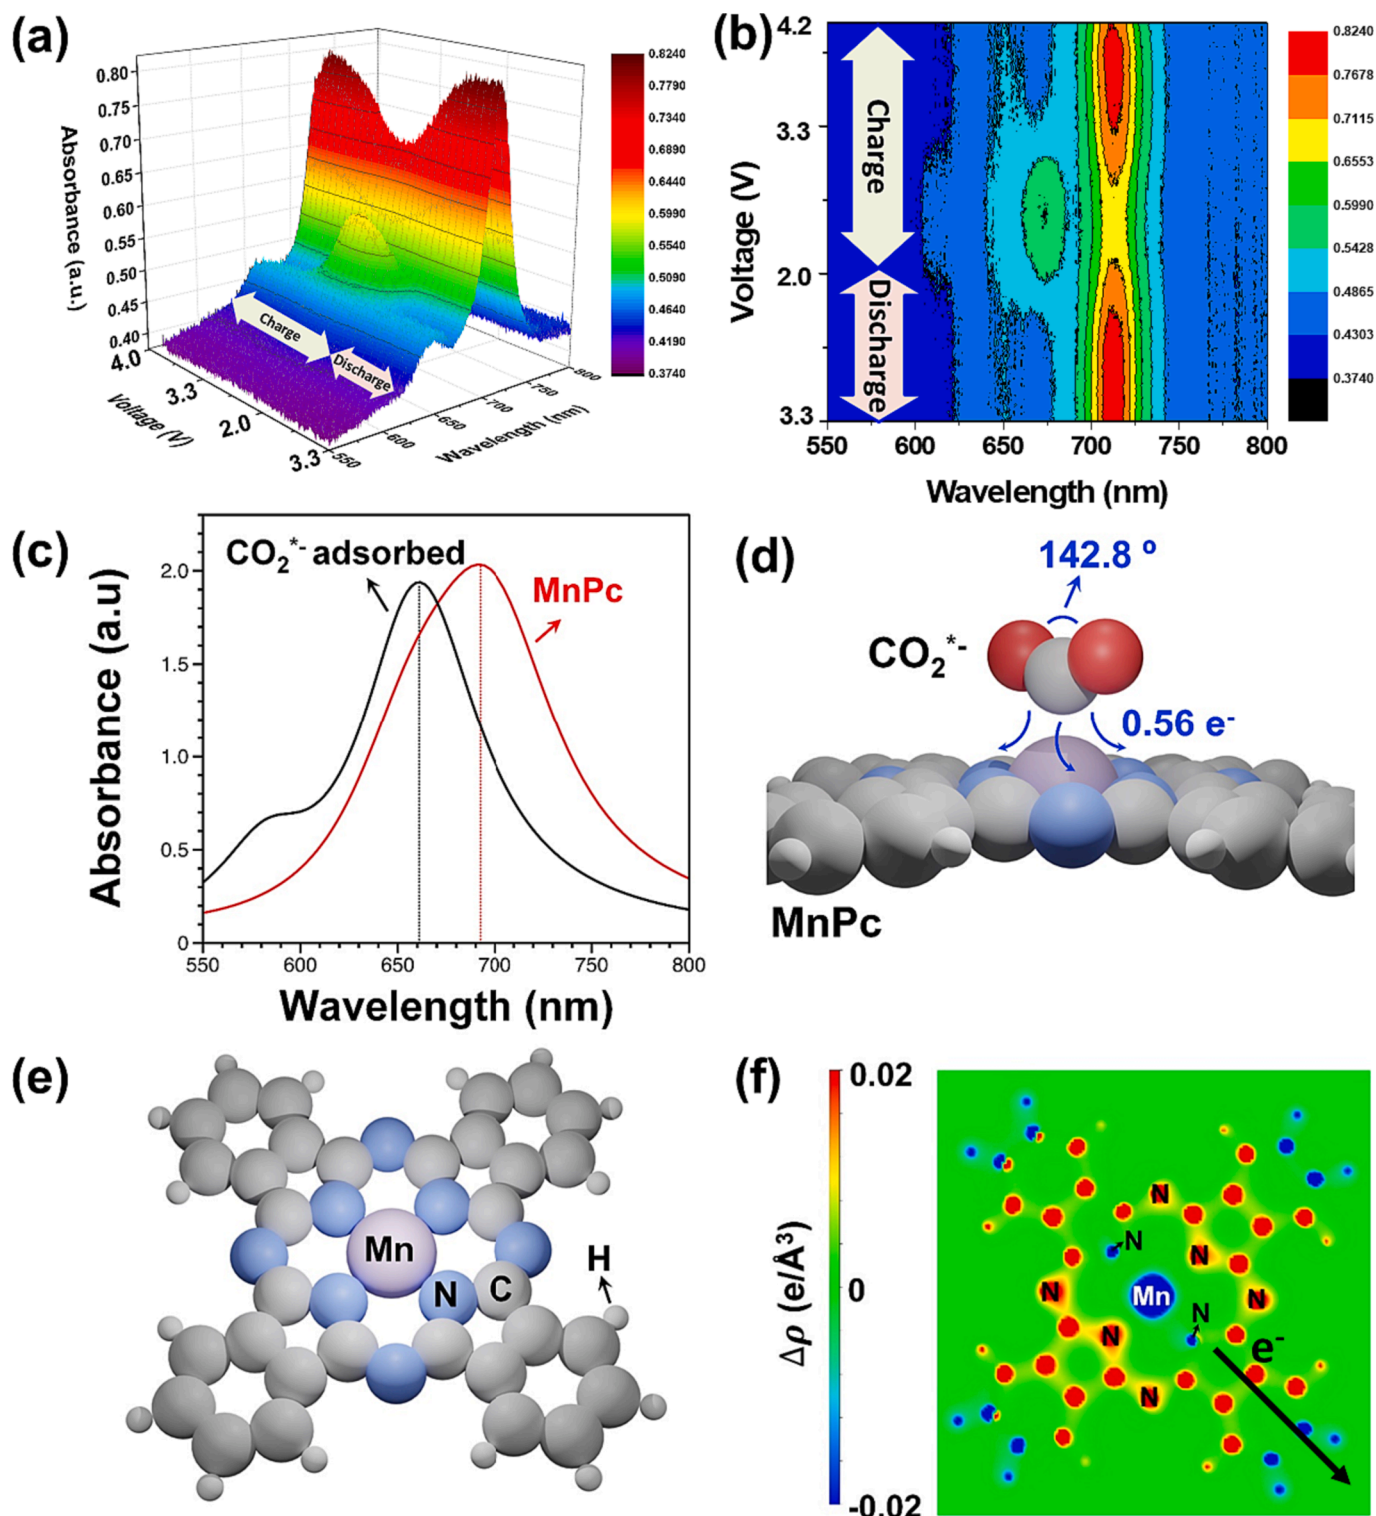 (a)
Absorbance (a.u.)
0.80
0.75
0.70
0.65
0.60
0.55
0.50
0.45
0.40
4.0
3.3
2.0
3.3
Voltage (V)
Charge
Discharge
550
600
650
700
750
800
Wavelength (nm)
0.8240
0.7790
0.7340
0.6890
0.6440
0.5990
0.5540
0.5090
0.4640
0.4190
0.3740
(b)
Voltage (V)
4.2
3.3
2.0
3.3
Charge
Discharge
550 600 650 700 750 800
Wavelength (nm)
0.8240
0.7678
0.7115
0.6553
0.5990
0.5428
0.4865
0.4303
0.3740
(c)
Absorbance (a.u)
2.0
1.5
1.0
0.5
0
CO₂*⁻ adsorbed
MnPc
550 600 650 700 750 800
Wavelength (nm)
(d)
142.8 º
CO₂*⁻
0.56 e⁻
MnPc
(e)
Mn
N
C
H
(f)
0.02
0
-0.02
Δρ (e/Å³)
N
N
N
N
Mn
N
N
N
N
e⁻